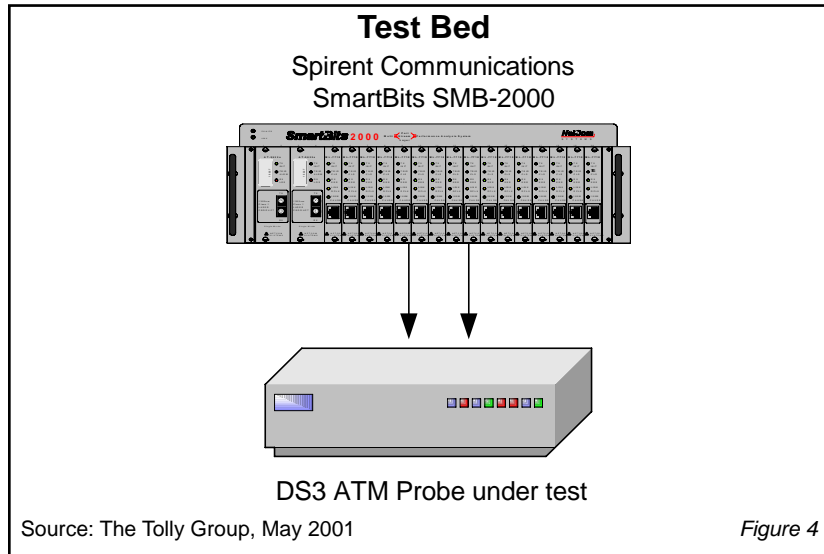 Test Bed
Spirent Communications
SmartBits SMB-2000
SmartBits 2000
DS3 ATM Probe under test
Source: The Tolly Group, May 2001
Figure 4